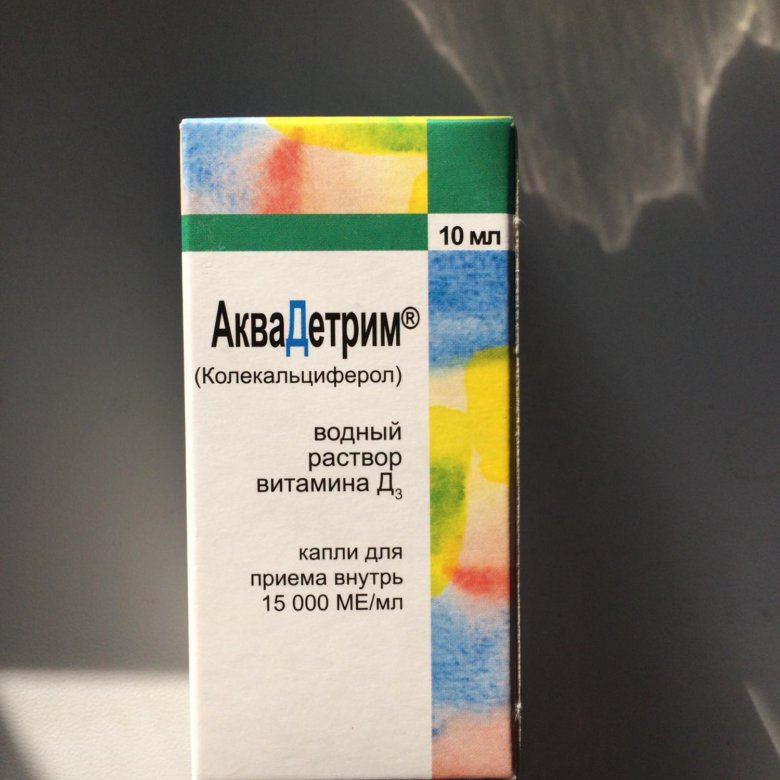 10 мл
АкваДетрим®
(Колекальциферол)
водный
раствор
витамина Д₃
капли для
приема внутрь
15 000 МЕ/мл